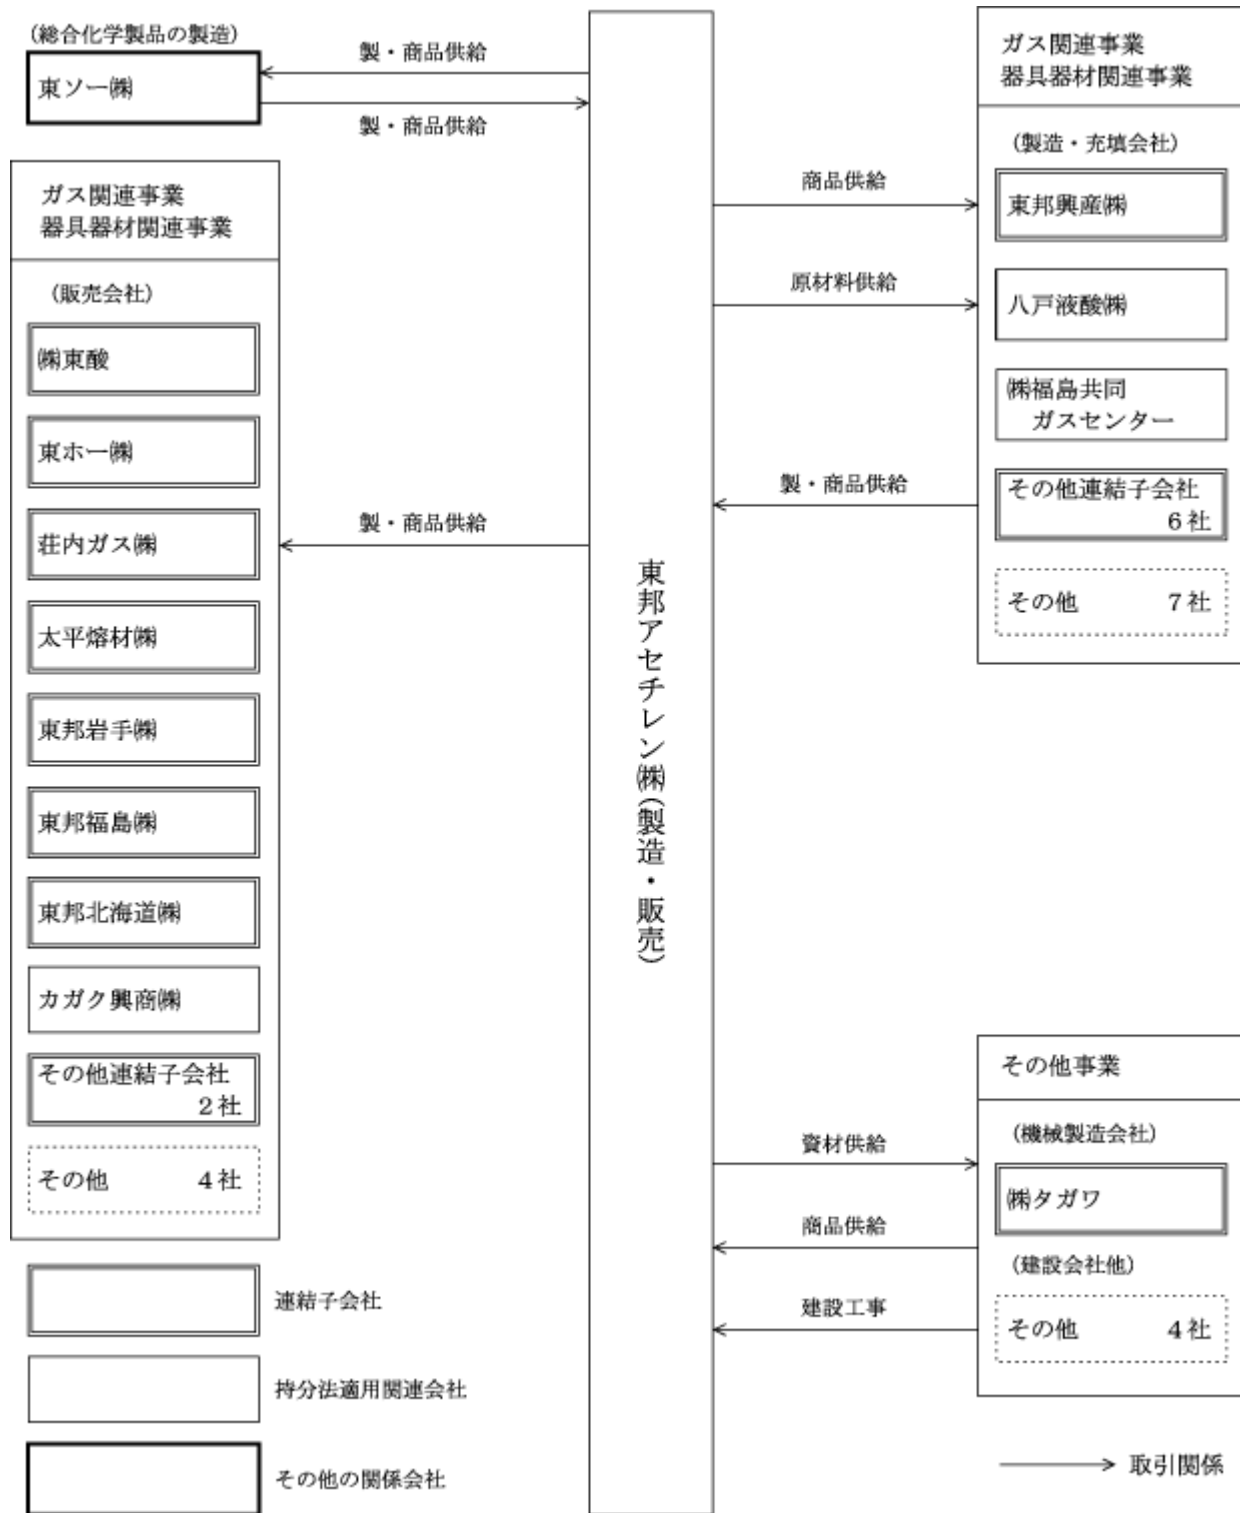 (総合化学製品の製造)
東ソー㈱
製・商品供給
製・商品供給
ガス関連事業
器具器材関連事業
(販売会社)
㈱東酸
東ホー㈱
荘内ガス㈱
太平熔材㈱
東邦岩手㈱
東邦福島㈱
東邦北海道㈱
カガク興商㈱
その他連結子会社
2社
その他 4社
製・商品供給
東邦アセチレン㈱(製造・販売)
ガス関連事業
器具器材関連事業
(製造・充填会社)
商品供給
東邦興産㈱
原材料供給
八戸液酸㈱
㈱福島共同
ガスセンター
製・商品供給
その他連結子会社
6社
その他 7社
その他事業
(機械製造会社)
資材供給
㈱タガワ
商品供給
(建設会社他)
建設工事
その他 4社
連結子会社
持分法適用関連会社
その他の関係会社
取引関係